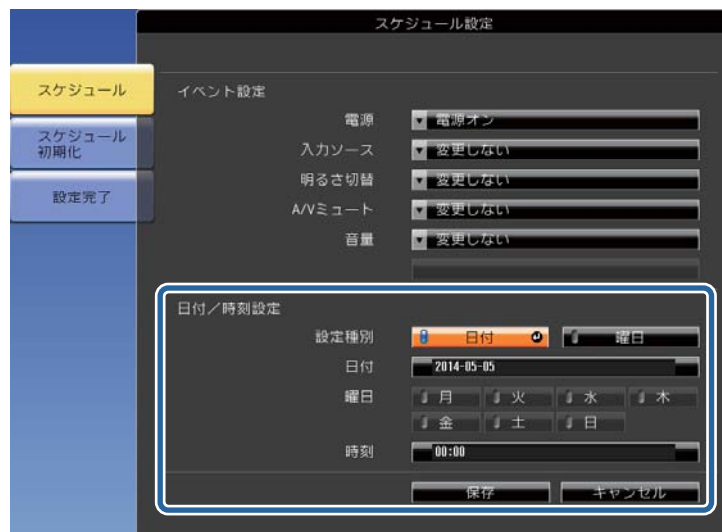 スケジュール設定
スケジュール
スケジュール
初期化
設定完了
イベント設定
電源 電源オン
入力ソース 変更しない
明るさ切替 変更しない
A/Vミュート 変更しない
音量 変更しない
日付/時刻設定
設定種別 日付 曜日
日付 2014-05-05
曜日 月 火 水 木
金 土 日
時刻 00:00
保存 キャンセル